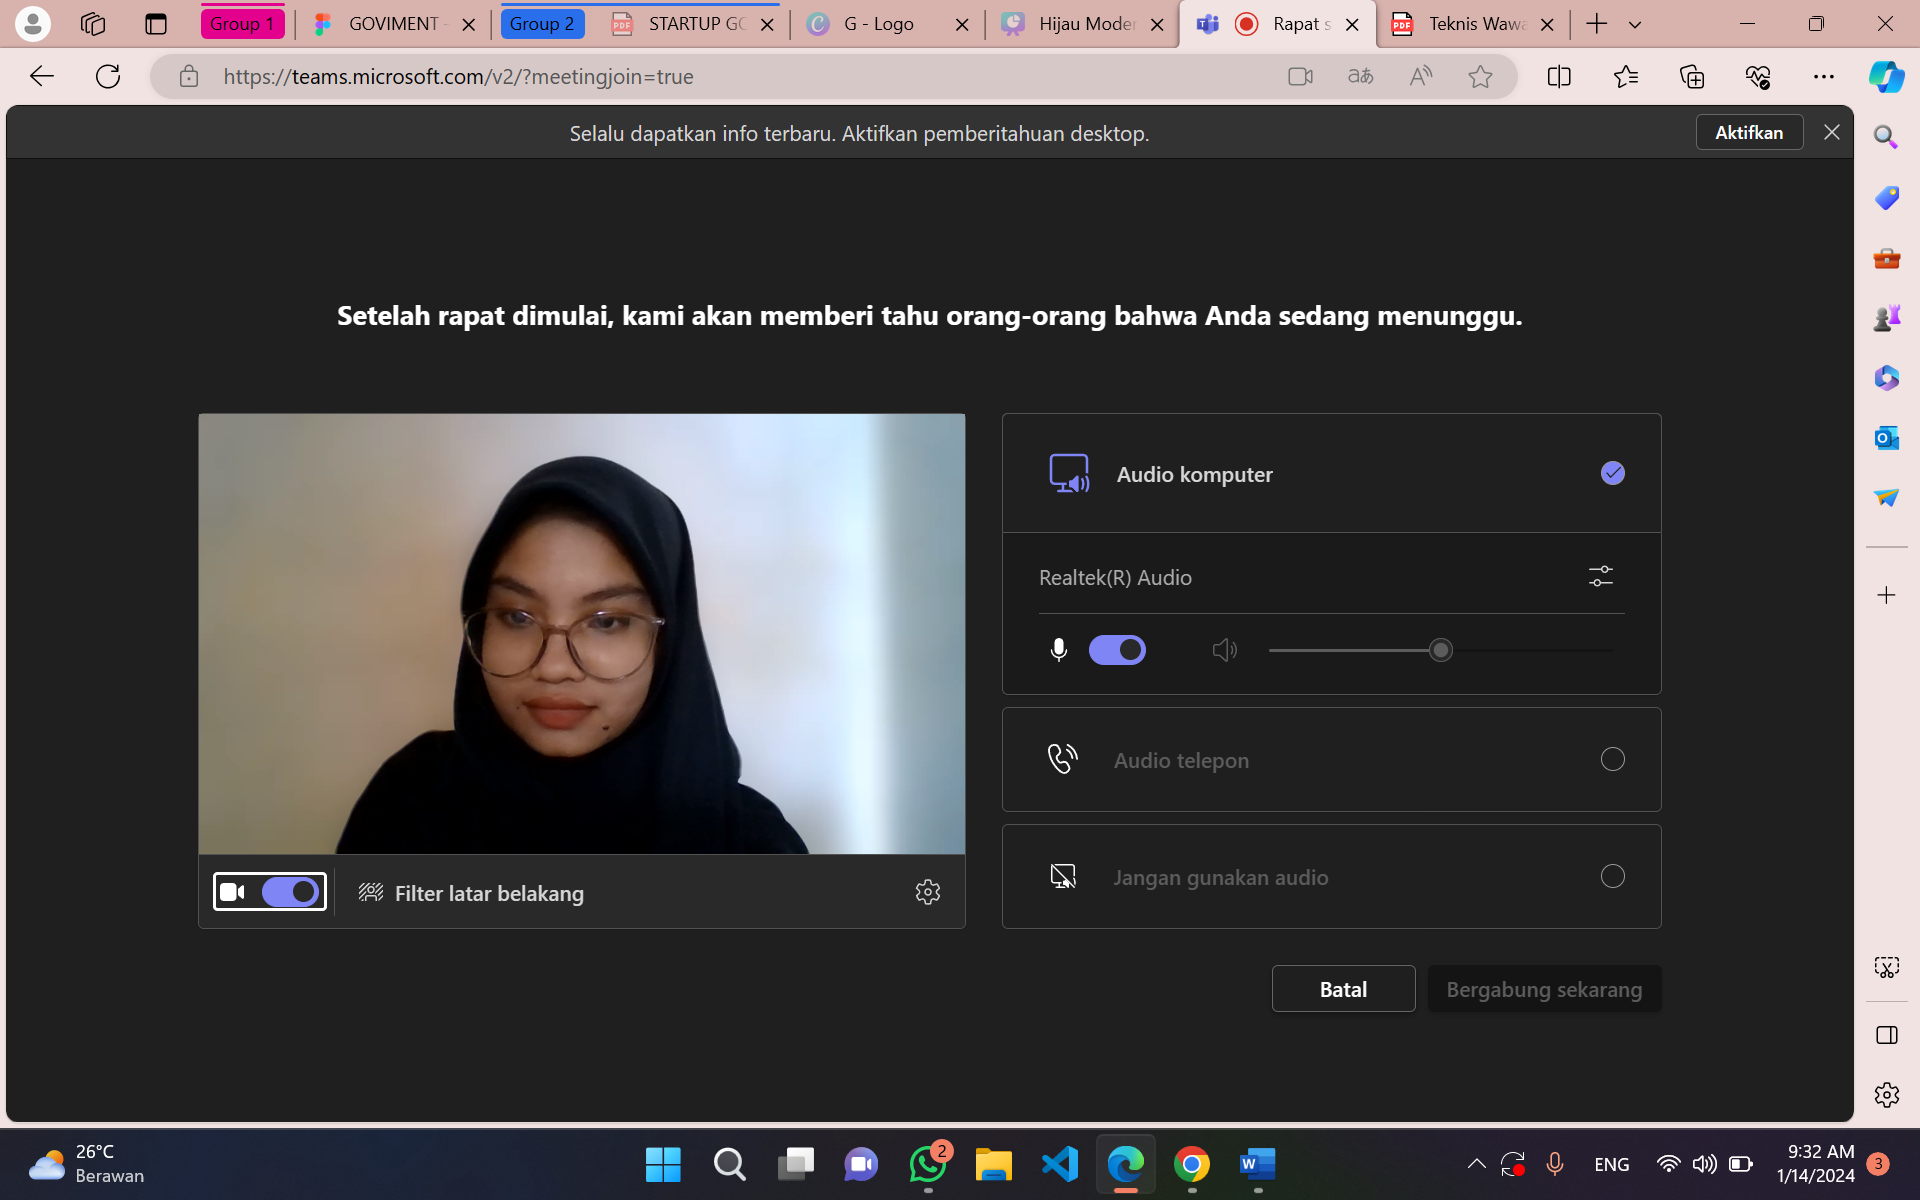 Group 1
GOVIMENT -
Group 2
STARTUP GO
G - Logo
Hijau Moder
Rapat s
Teknis Wawa
https://teams.microsoft.com/v2/?meetingjoin=true
Selalu dapatkan info terbaru. Aktifkan pemberitahuan desktop.
Aktifkan
Setelah rapat dimulai, kami akan memberi tahu orang-orang bahwa Anda sedang menunggu.
Audio komputer
Realtek(R) Audio
Audio telepon
Jangan gunakan audio
Filter latar belakang
Batal
Bergabung sekarang
26°C
Berawan
2
ENG
9:32 AM
1/14/2024
3